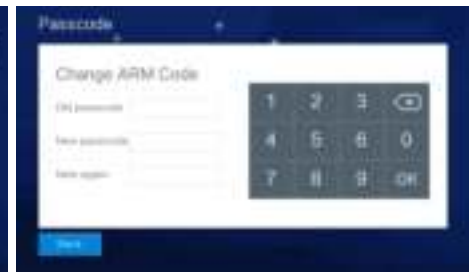 Passcode
Change ARM Code
Old passcode
New passcode
New again
1 2 3
4 5 6 0
7 8 9 OK